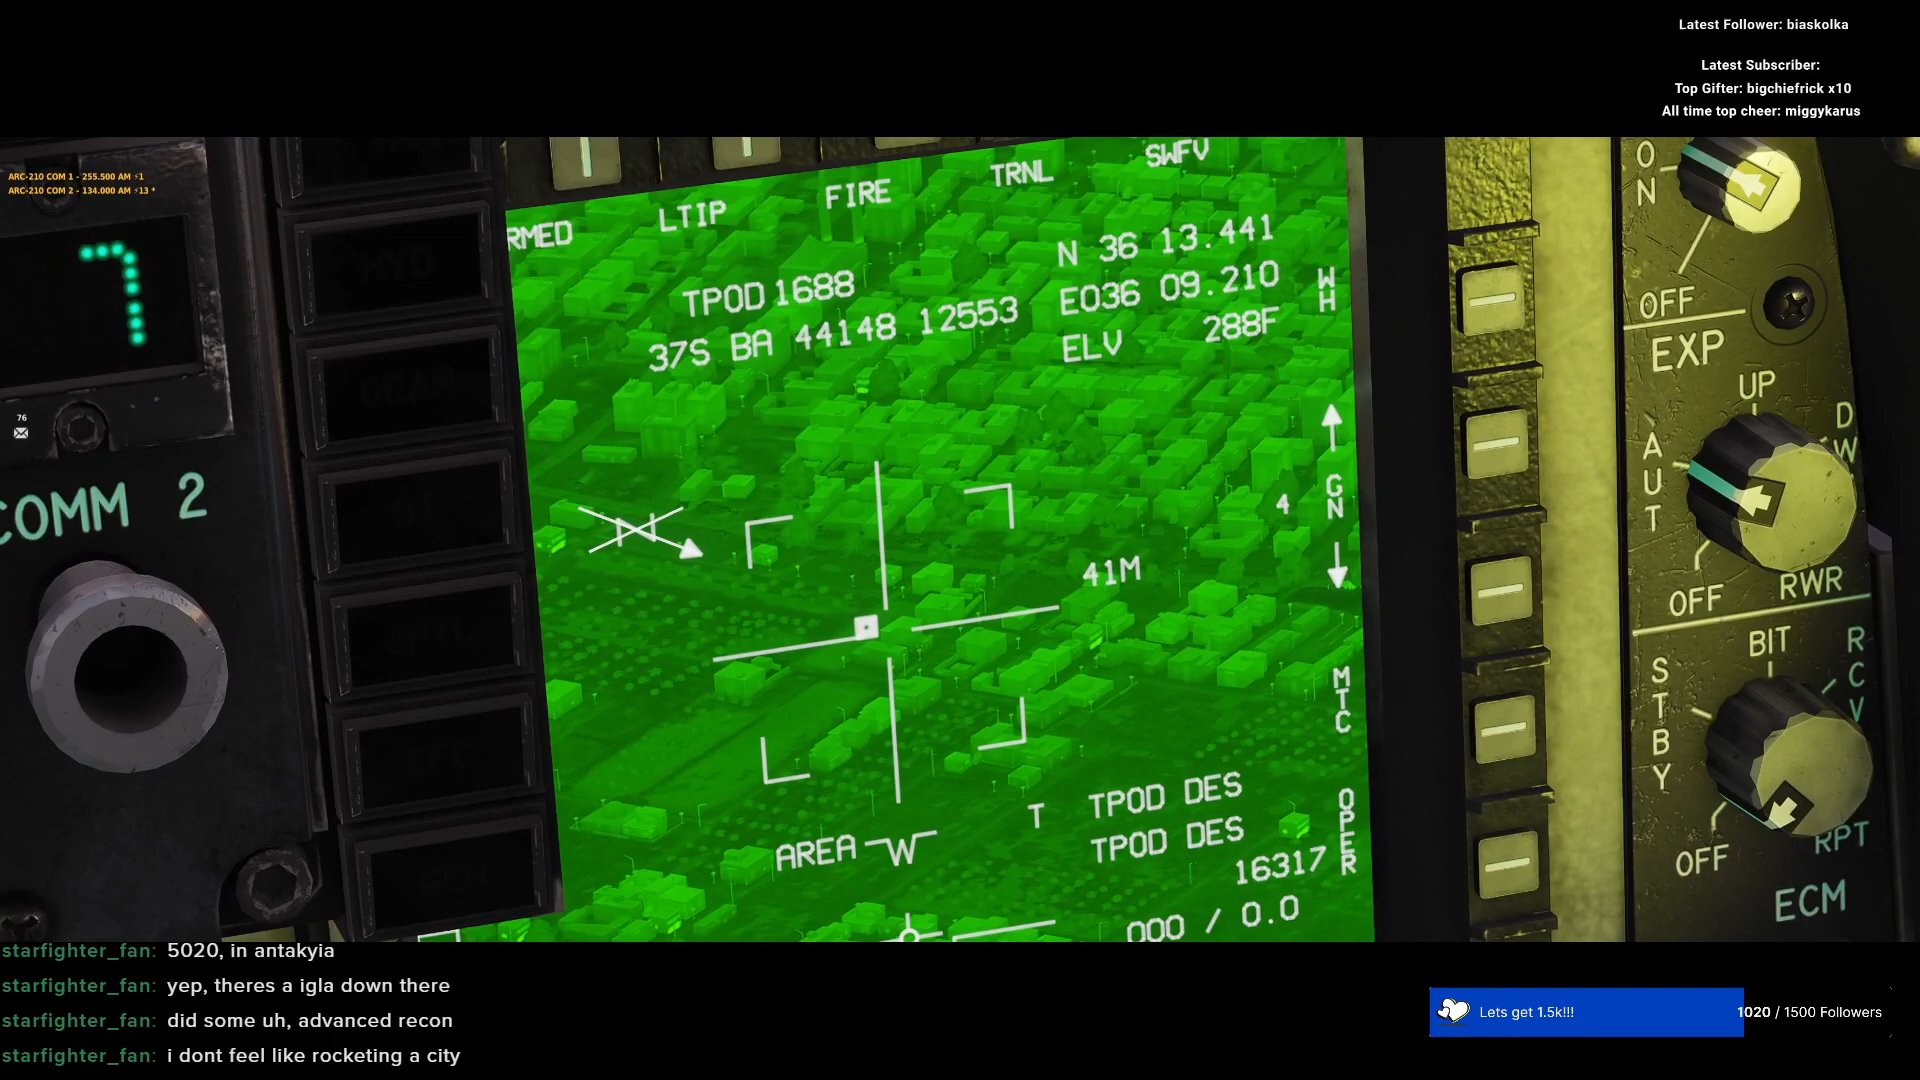 Latest Follower: biaskolka
Latest Subscriber:
Top Gifter: bigchiefrick x10
All time top cheer: miggykarus
ARC-210 COM 1 - 255.500 AM
ARC-210 COM 2 - 134.000 AM
76
COMM 2
RMED LTIP FIRE TRNL SWFV
TPOD 1688
37S BA 44148 12553
N 36 13.441
E036 09.210
ELV 288F
WH
4
GN
N
41M
MTC
T TPOD DES
TPOD DES
AREA W
16317
000 / 0.0
OPER
ON
OFF
EXP
UP
AUT
OFF
RWR
BIT
STBY
RCV
OFF
RPT
ECM
starfighter_fan: 5020, in antakyia
starfighter_fan: yep, theres a igla down there
starfighter_fan: did some uh, advanced recon
starfighter_fan: i dont feel like rocketing a city
Lets get 1.5k!!! 1020 / 1500 Followers